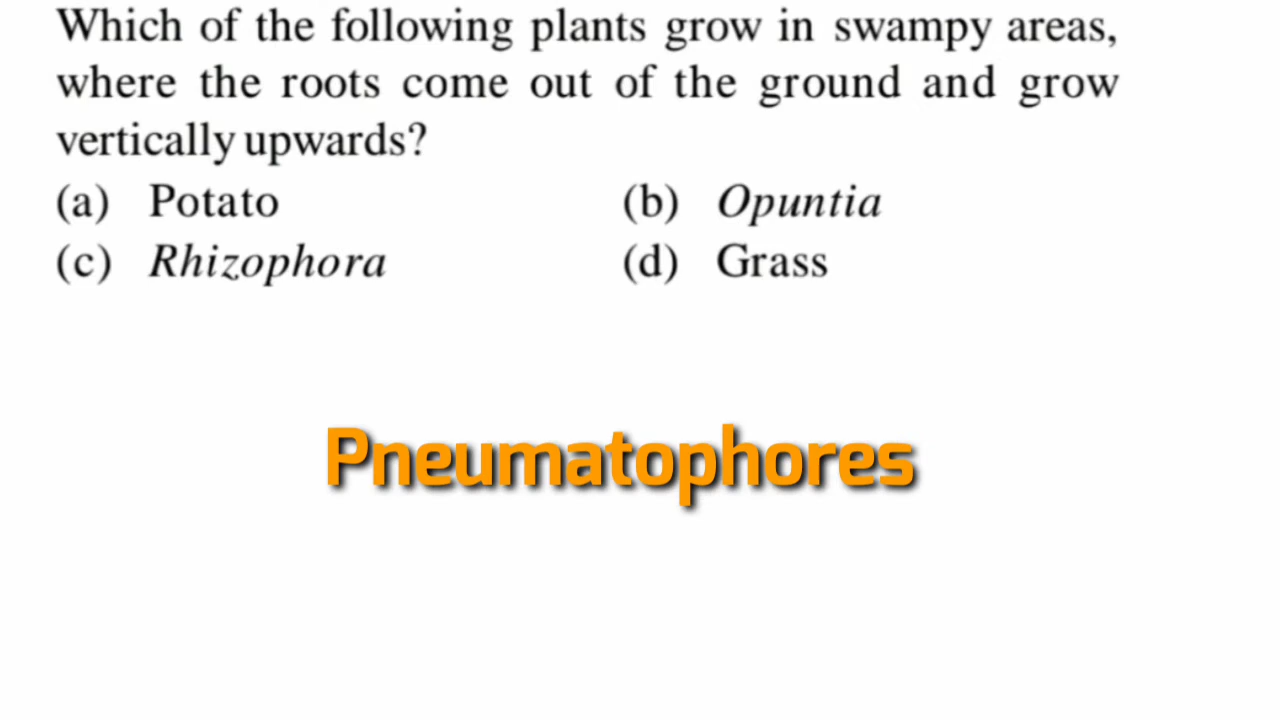 Which of the following plants grow in swampy areas,
where the roots come out of the ground and grow
vertically upwards?
(a) Potato (b) Opuntia
(c) Rhizophora (d) Grass
Pneumatophores